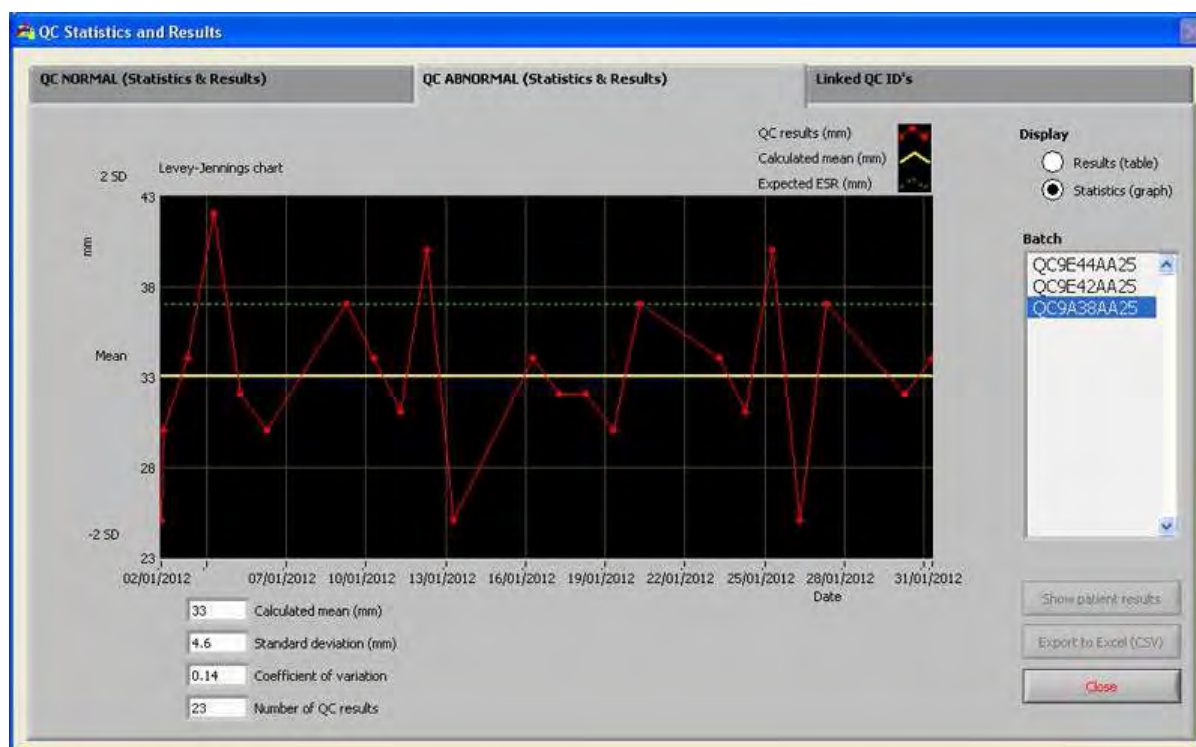 QC Statistics and Results
QC NORMAL (Statistics & Results)
QC ABNORMAL (Statistics & Results)
Linked QC ID's
QC results (mm)
Calculated mean (mm)
Expected ESR (mm)
Levey-Jennings chart
2 SD
43
mm
38
Mean
33
28
-2 SD
23
02/01/2012 07/01/2012 10/01/2012 13/01/2012 16/01/2012 19/01/2012 22/01/2012 25/01/2012 28/01/2012 31/01/2012
Date
33 Calculated mean (mm)
4.6 Standard deviation (mm)
0.14 Coefficient of variation
23 Number of QC results
Display
Results (table)
Statistics (graph)
Batch
QC9E44AA25
QC9E42AA25
QC9A38AA25
Show patient results
Export to Excel (CSV)
Close